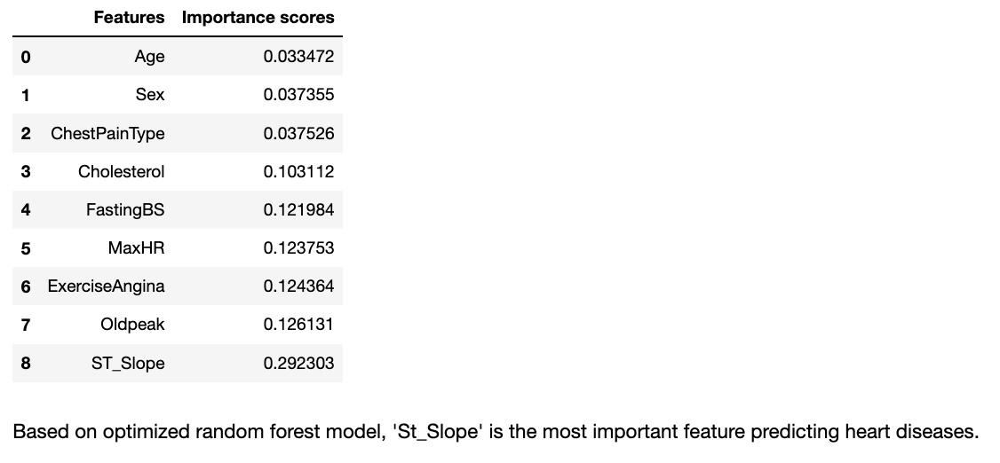 Features Importance scores
0 Age 0.033472
1 Sex 0.037355
2 ChestPainType 0.037526
3 Cholesterol 0.103112
4 FastingBS 0.121984
5 MaxHR 0.123753
6 ExerciseAngina 0.124364
7 Oldpeak 0.126131
8 ST_Slope 0.292303
Based on optimized random forest model, 'St_Slope' is the most important feature predicting heart diseases.